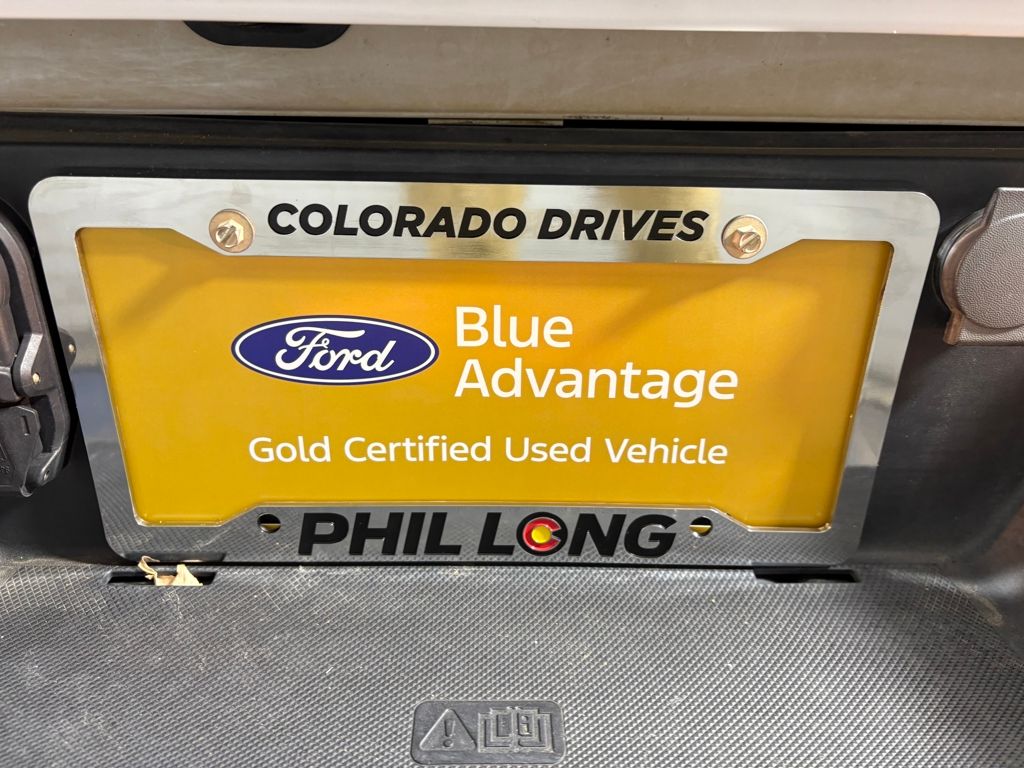 COLORADO DRIVES
Ford
Blue
Advantage
Gold Certified Used Vehicle
PHIL LONG